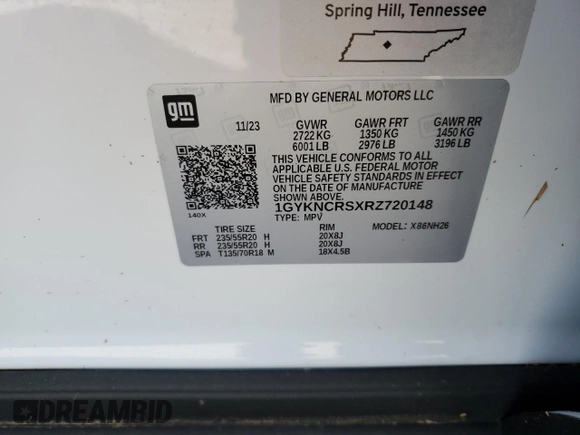 Spring Hill, Tennessee
gm
MFD BY GENERAL MOTORS LLC
11/23 GVWR GAWR FRT GAWR RR
2722 KG 1350 KG 1450 KG
6001 LB 2976 LB 3196 LB
THIS VEHICLE CONFORMS TO ALL
APPLICABLE U.S. FEDERAL MOTOR
VEHICLE SAFETY STANDARDS IN EFFECT
ON THE DATE OF MANUFACTURE
SHOWN ABOVE.
1GYKNCRSXRZ720148
TYPE: MPV MODEL: X86NH26
140X
TIRE SIZE RIM
FRT 235/55R20 H 20X8J
RR 235/55R20 H 20X8J
SPA T135/70R18 M 18X4.5B
DREAMRID